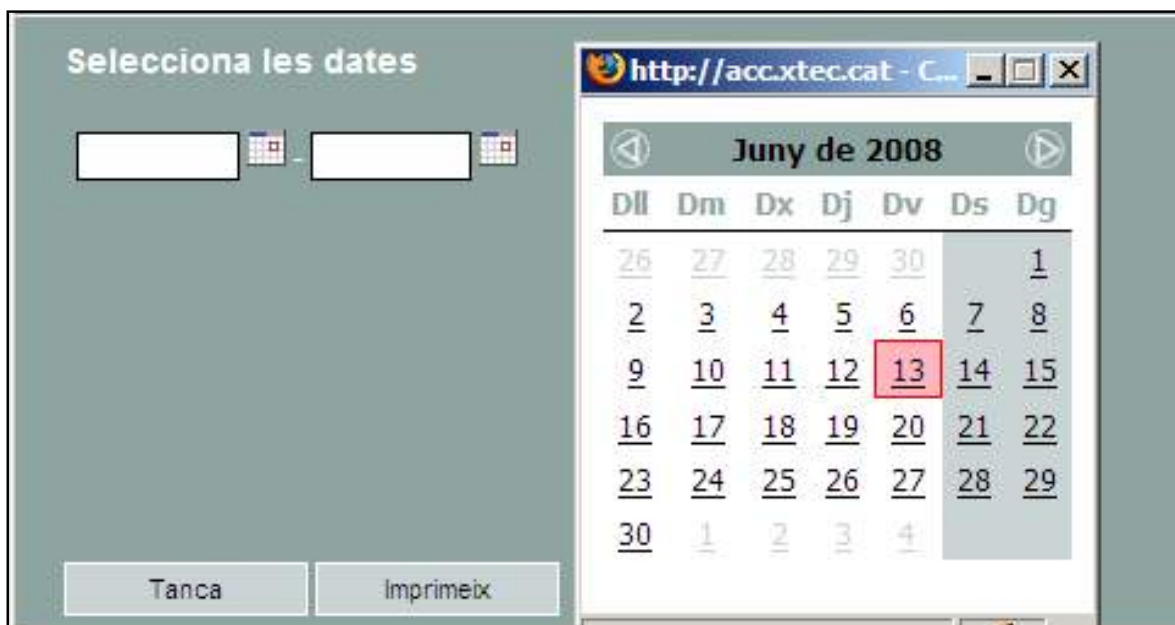 Selecciona les dates
http://acc.xtec.cat - C...
-
Juny de 2008
Dll Dm Dx Dj Dv Ds Dg
26 27 28 29 30 1
2 3 4 5 6 7 8
9 10 11 12 13 14 15
16 17 18 19 20 21 22
23 24 25 26 27 28 29
30 1 2 3 4
Tanca Imprimeix